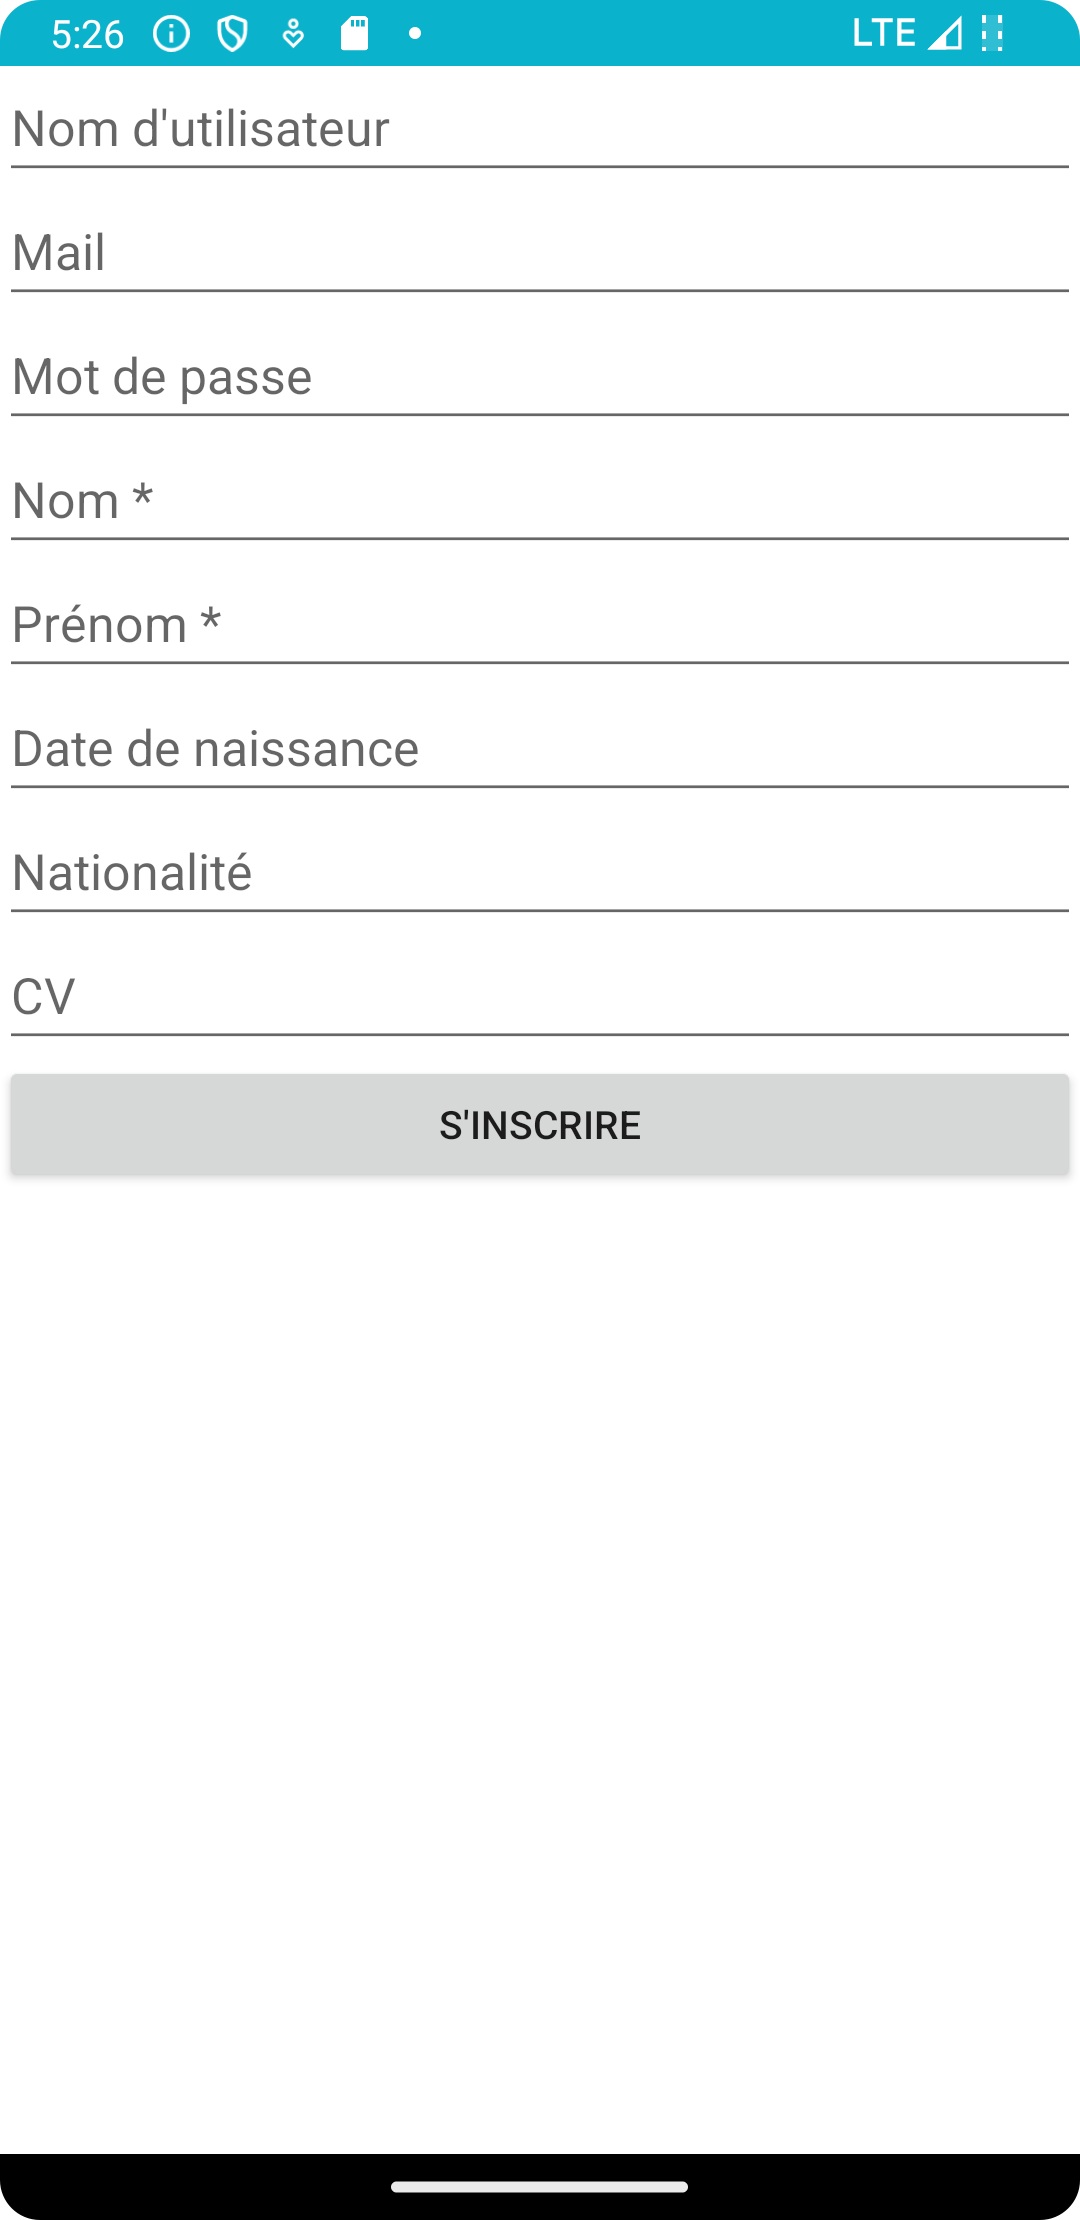 5:26 LTE
Nom d'utilisateur
Mail
Mot de passe
Nom *
Prénom *
Date de naissance
Nationalité
CV
S'INSCRIRE